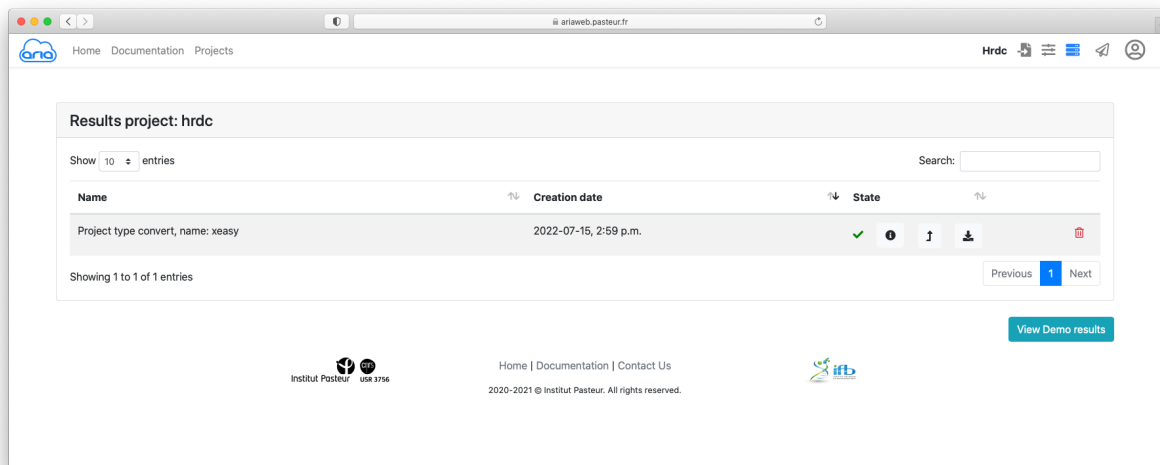 ariaweb.pasteur.fr
aria Home Documentation Projects Hrdc
Results project: hrdc
Show 10 entries Search:
Name Creation date State
Project type convert, name: xeasy 2022-07-15, 2:59 p.m.
Showing 1 to 1 of 1 entries Previous 1 Next
View Demo results
Institut Pasteur cnrs USR 3756 Home | Documentation | Contact Us ifb
2020-2021 © Institut Pasteur. All rights reserved.